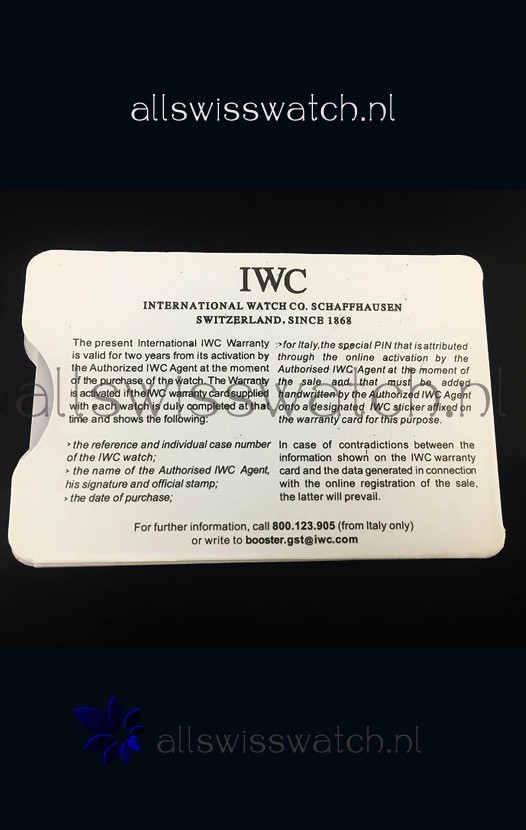 allswisswatch.nl
IWC
INTERNATIONAL WATCH CO. SCHAFFHAUSEN
SWITZERLAND, SINCE 1868
The present International IWC Warranty
is valid for two years from its activation by
the Authorized IWC Agent at the moment
of the purchase of the watch. The Warranty
is activated if the IWC warranty card supplied
with each watch is duly completed at that
time and shows the following:
› the reference and individual case number
of the IWC watch;
› the name of the Authorised IWC Agent,
his signature and official stamp;
› the date of purchase;
›for Italy, the special PIN that is attributed
through the online activation by the
Authorised IWC Agent at the moment of
the sale and that must be added
handwritten by the Authorized IWC Agent
onto a designated IWC sticker affixed on
the warranty card for this purpose.
In case of contradictions between the
information shown on the IWC warranty
card and the data generated in connection
with the online registration of the sale,
the latter will prevail.
allswisswatch.nl
For further information, call 800.123.905 (from Italy only)
or write to booster.gst@iwc.com
allswisswatch.nl